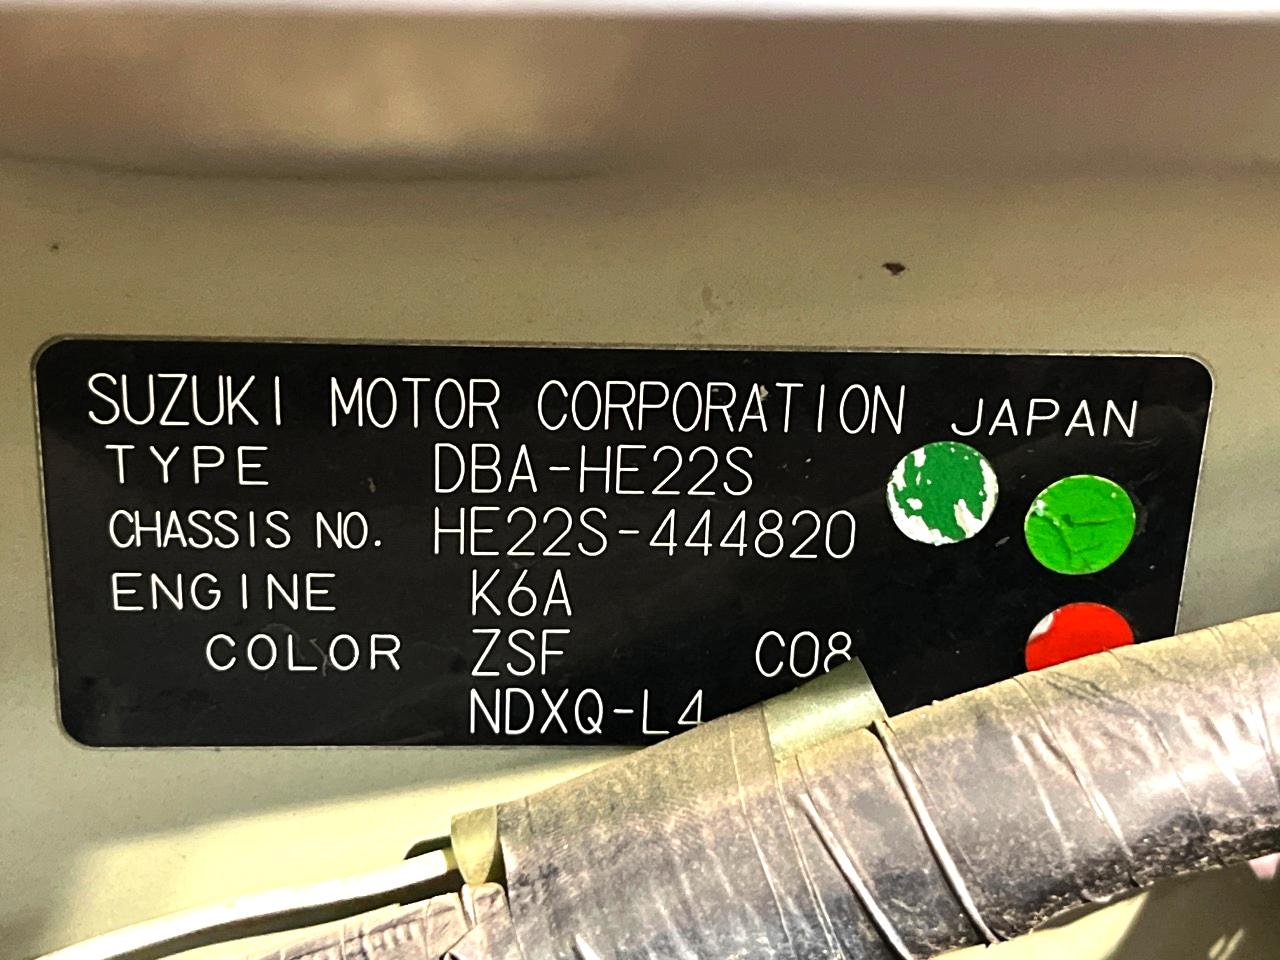 SUZUKI MOTOR CORPORATION JAPAN
TYPE DBA-HE22S
CHASSIS NO. HE22S-444820
ENGINE K6A
COLOR ZSF C08
NDXQ-L4